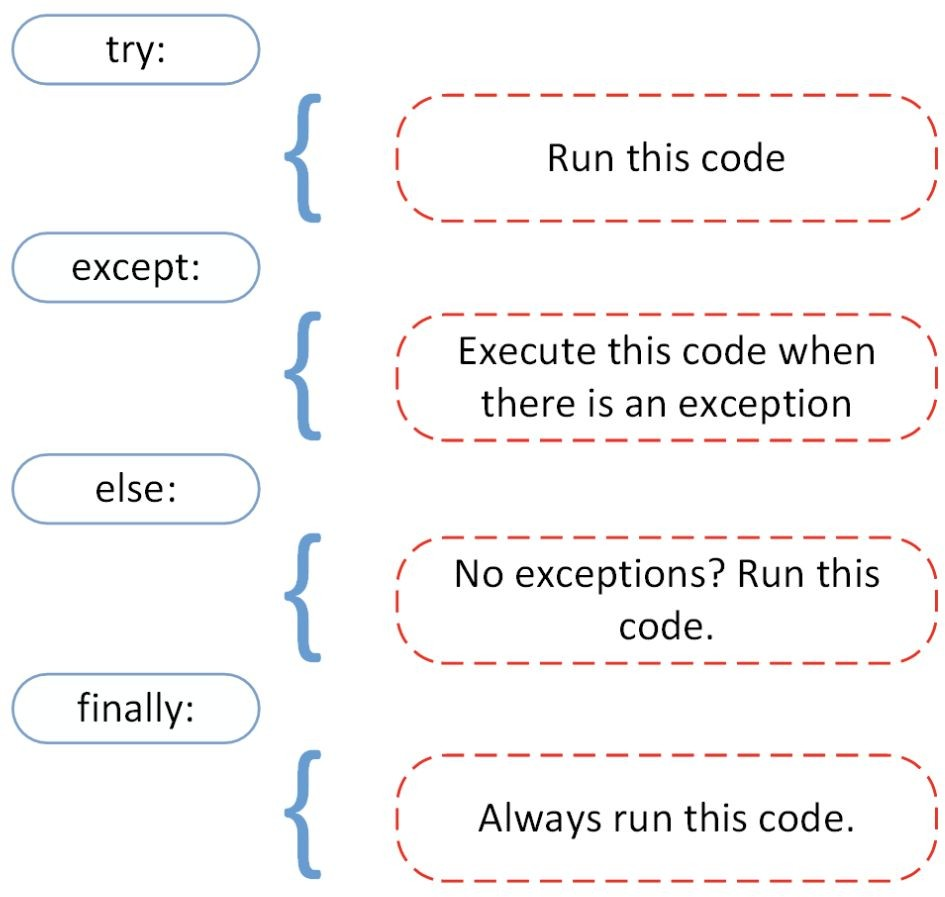 try:
Run this code
except:
Execute this code when
there is an exception
else:
No exceptions? Run this
code.
finally:
Always run this code.